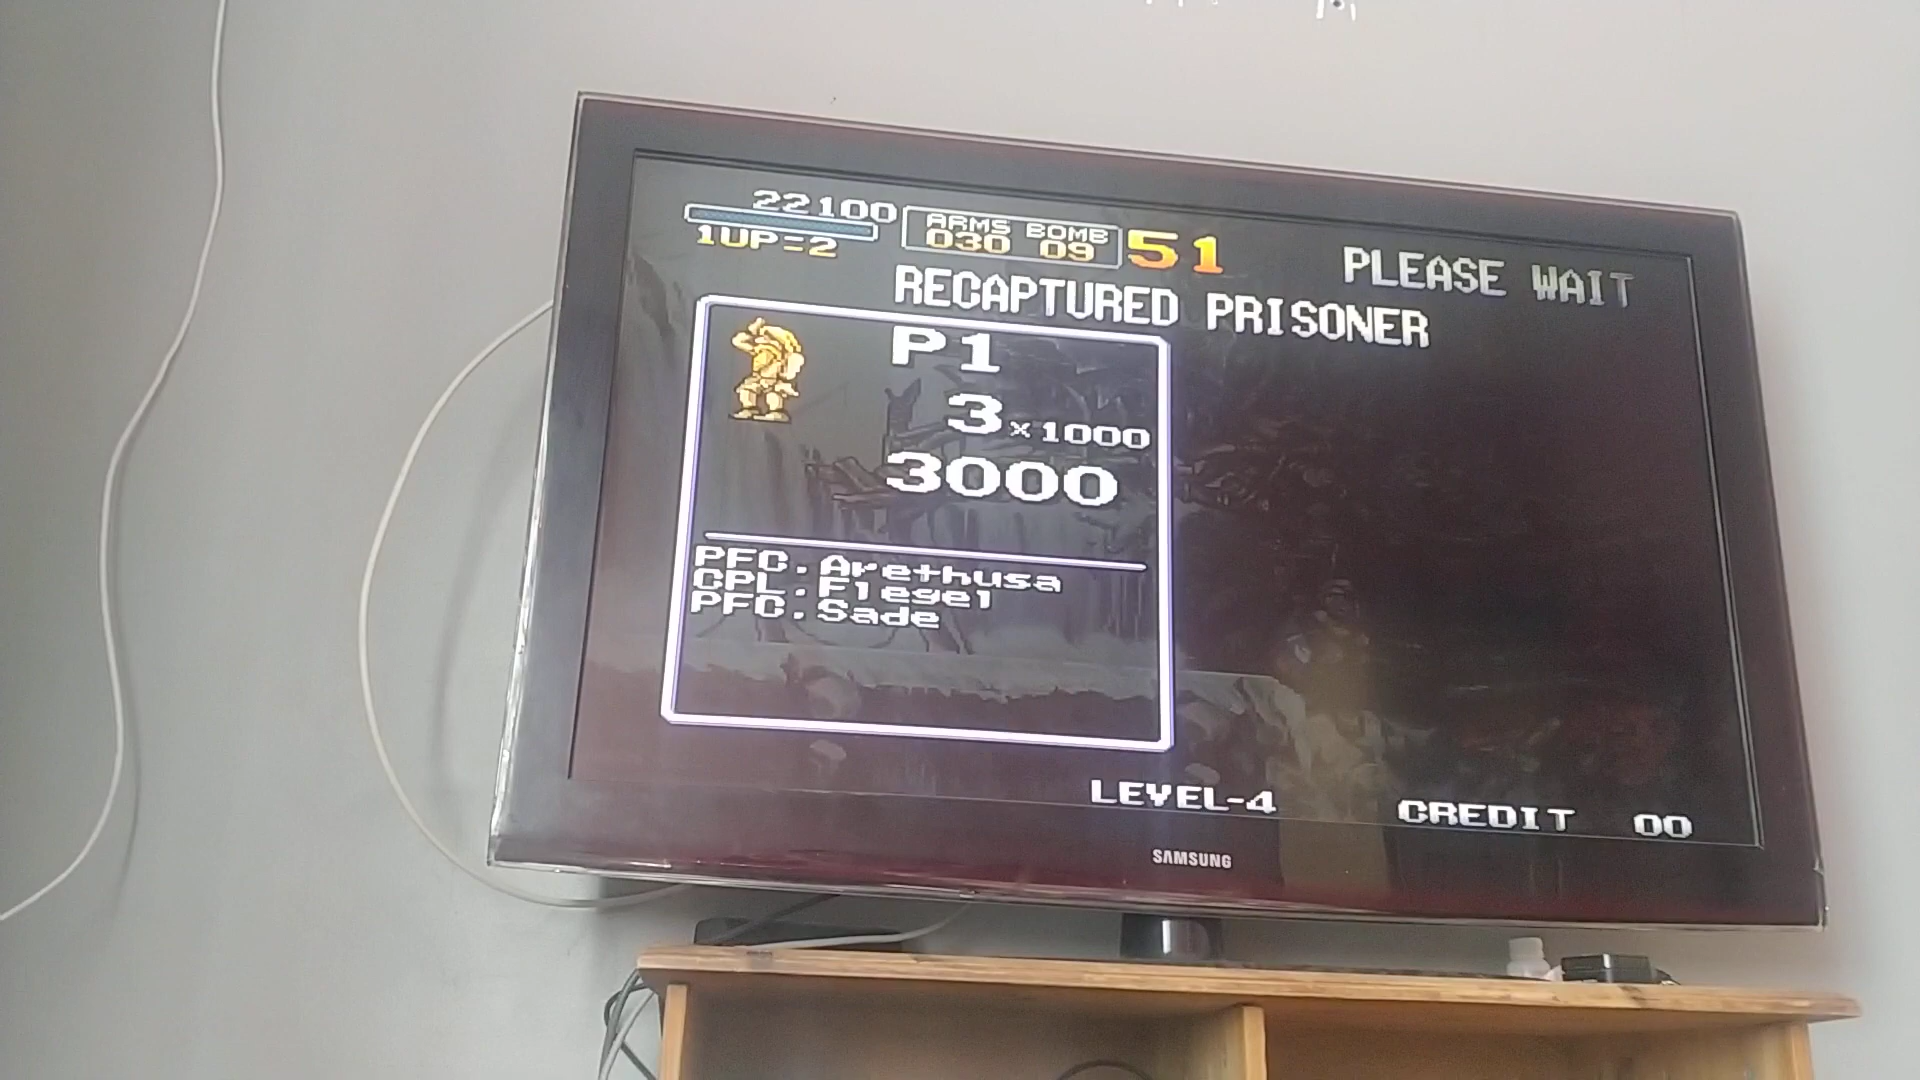 22100
ARMS BOMB
1UP=2
030 09
51
PLEASE WAIT
RECAPTURED PRISONER
P1
3×1000
3000
PFC.Arethusa
CPL.Flegel
PFC.Sade
LEVEL-4
CREDIT 00
SAMSUNG